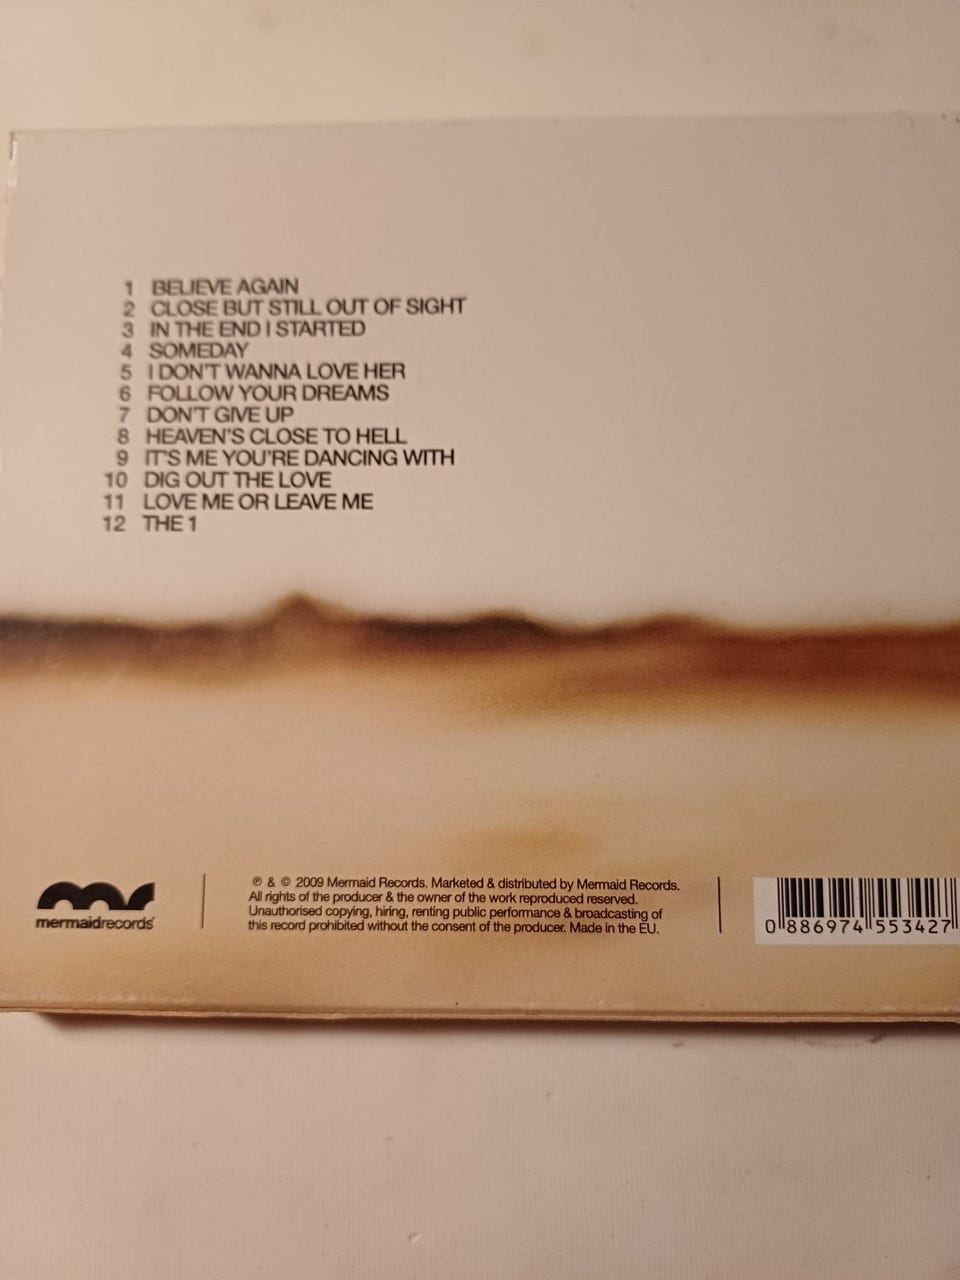 1 BELIEVE AGAIN
2 CLOSE BUT STILL OUT OF SIGHT
3 IN THE END I STARTED
4 SOMEDAY
5 I DON'T WANNA LOVE HER
6 FOLLOW YOUR DREAMS
7 DON'T GIVE UP
8 HEAVEN'S CLOSE TO HELL
9 IT'S ME YOU'RE DANCING WITH
10 DIG OUT THE LOVE
11 LOVE ME OR LEAVE ME
12 THE 1
mermaidrecords
℗ & © 2009 Mermaid Records. Marketed & distributed by Mermaid Records.
All rights of the producer & the owner of the work reproduced reserved.
Unauthorised copying, hiring, renting public performance & broadcasting of
this record prohibited without the consent of the producer. Made in the EU.
0 886974 553427